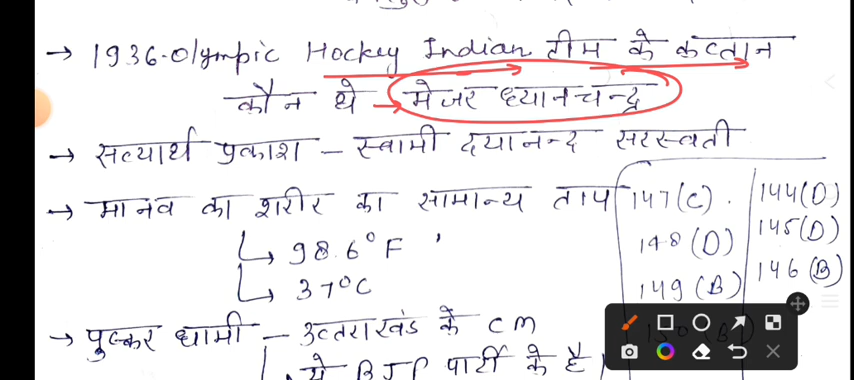 → 1936 Olympic Hockey Indian टीम के कप्तान
कौन थे → मेजर ध्यानचन्द्र
→ सत्यार्थ प्रकाश – स्वामी दयानन्द सरस्वती
→ मानव का शरीर का सामान्य ताप
↳ 98.6°F
↳ 37°C
→ पुष्कर धामी – उत्तराखंड के CM
ये BJP पार्टी के है
147(C).
148(D)
149(B)
144(D)
145(D)
146(B)